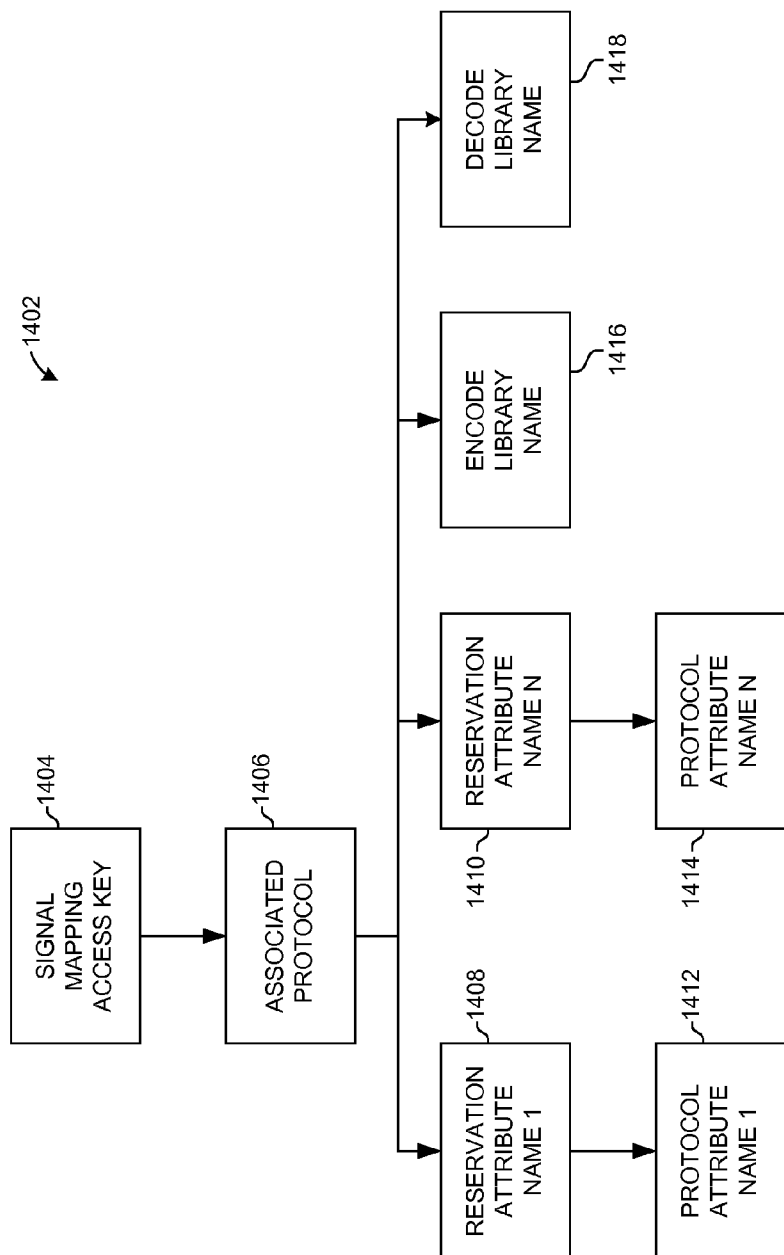 1402
1404
SIGNAL
MAPPING
ACCESS KEY
1406
ASSOCIATED
PROTOCOL
1408
RESERVATION
ATTRIBUTE
NAME 1
RESERVATION
ATTRIBUTE
NAME N
1410
ENCODE
LIBRARY
NAME
1416
DECODE
LIBRARY
NAME
1418
1412
PROTOCOL
ATTRIBUTE
NAME 1
PROTOCOL
ATTRIBUTE
NAME N
1414